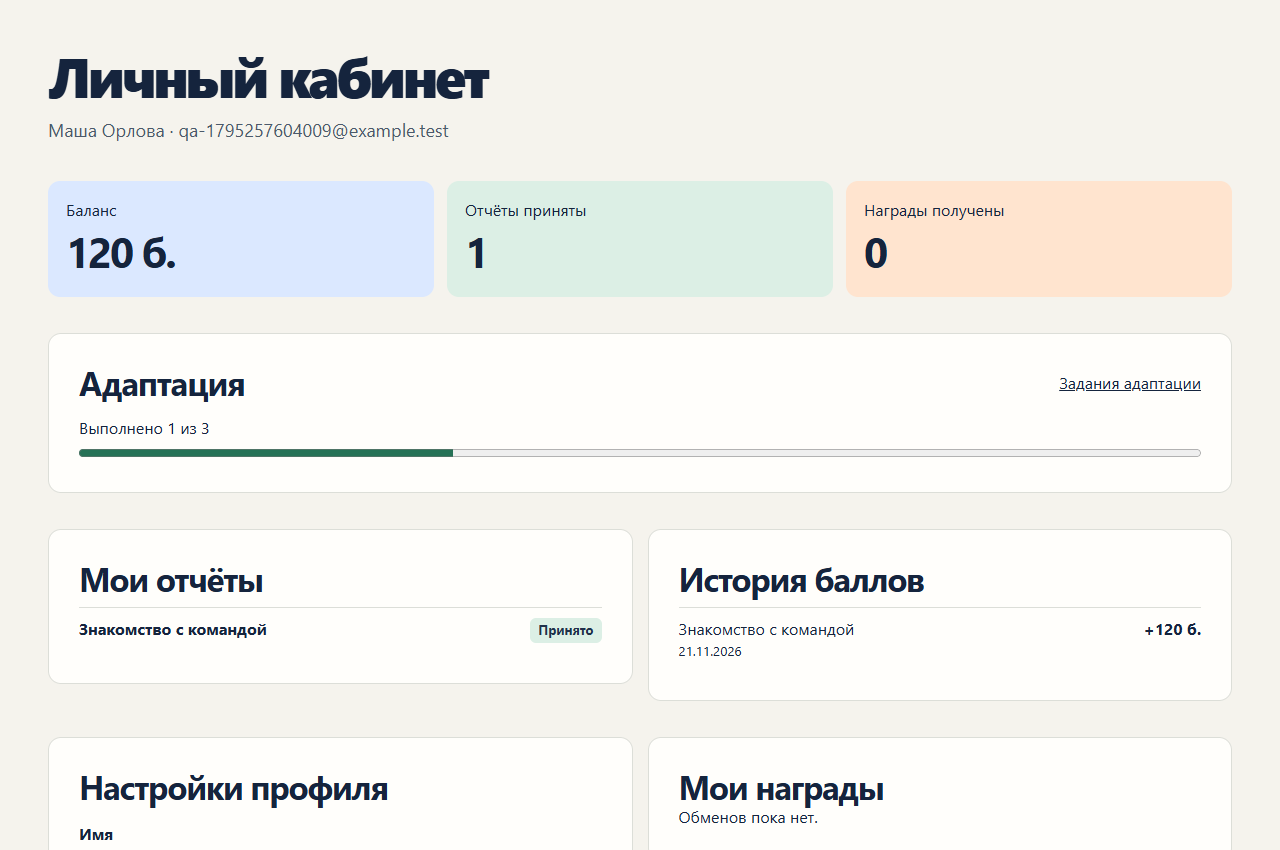 Личный кабинет
Маша Орлова · qa-1795257604009@example.test
Баланс
120 б.
Отчёты приняты
1
Награды получены
0
Адаптация
Задания адаптации
Выполнено 1 из 3
Мои отчёты
Знакомство с командой
Принято
История баллов
Знакомство с командой
+120 б.
21.11.2026
Настройки профиля
Имя
Мои награды
Обменов пока нет.